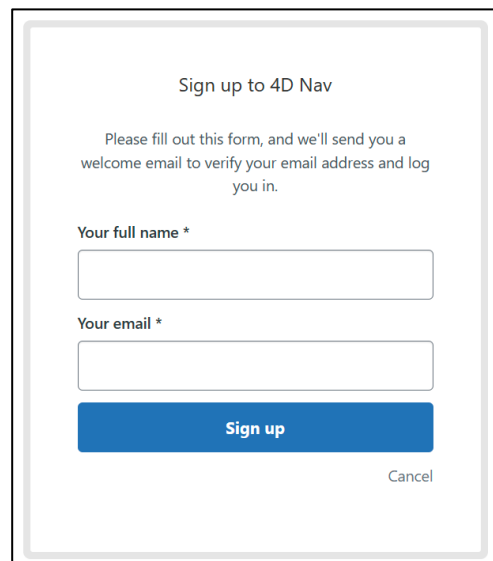 Sign up to 4D Nav
Please fill out this form, and we'll send you a
welcome email to verify your email address and log
you in.
Your full name *
Your email *
Sign up
Cancel